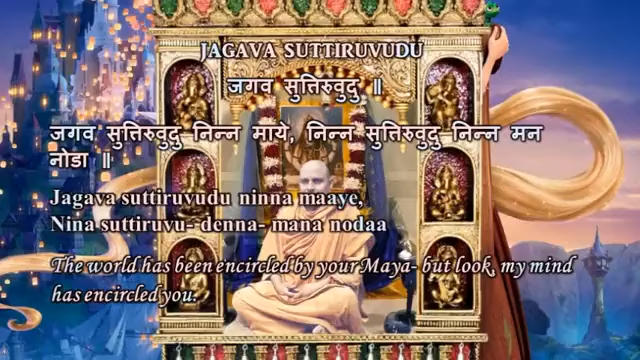 JAGAVA SUTTIRUVUDU
जगव सुत्तिरुवुदु ॥
जगव सुत्तिरुवुदु निन्न माये, निन्न सुत्तिरुवुदु निन्न मन
नोडा ॥
Jagava suttiruvudu ninna maaye,
Nina suttiruvu- denna- mana nodaa
The world has been encircled by your Maya- but look, my mind
has encircled you.